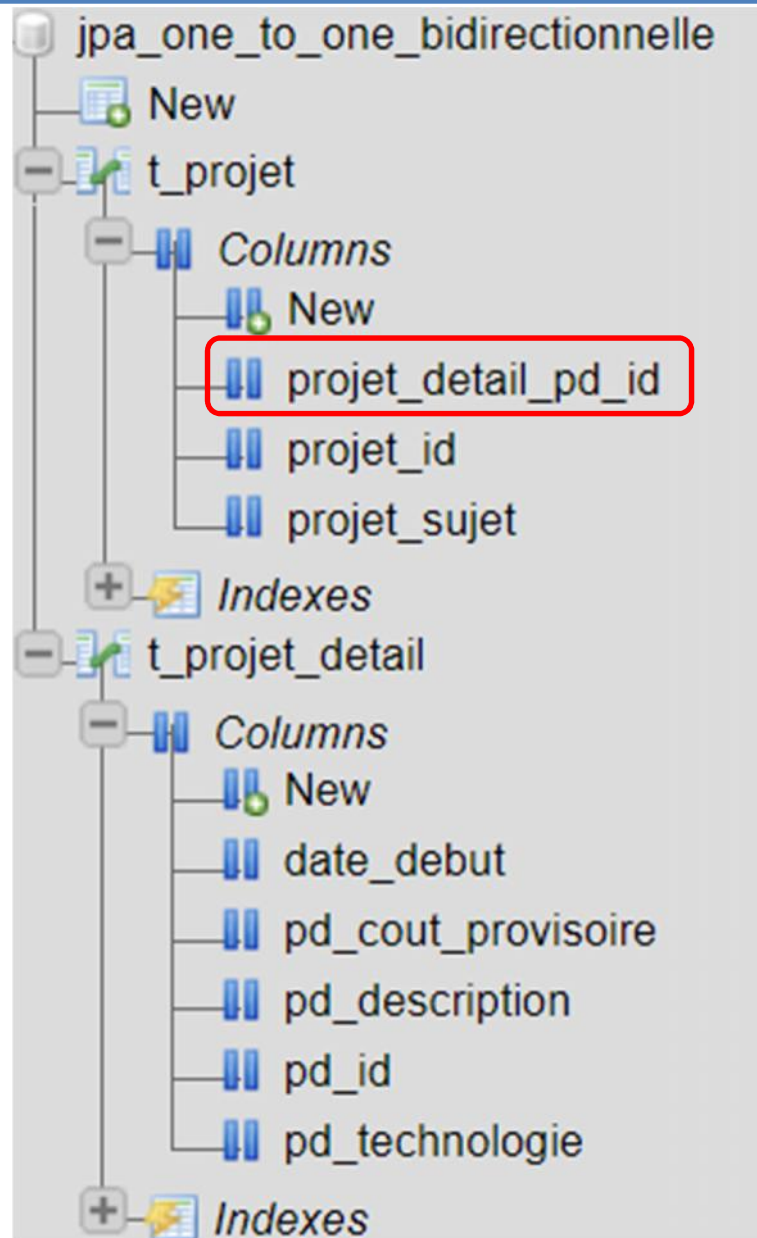 jpa_one_to_one_bidirectionnelle
New
t_projet
Columns
New
projet_detail_pd_id
projet_id
projet_sujet
Indexes
t_projet_detail
Columns
New
date_debut
pd_cout_provisoire
pd_description
pd_id
pd_technologie
Indexes